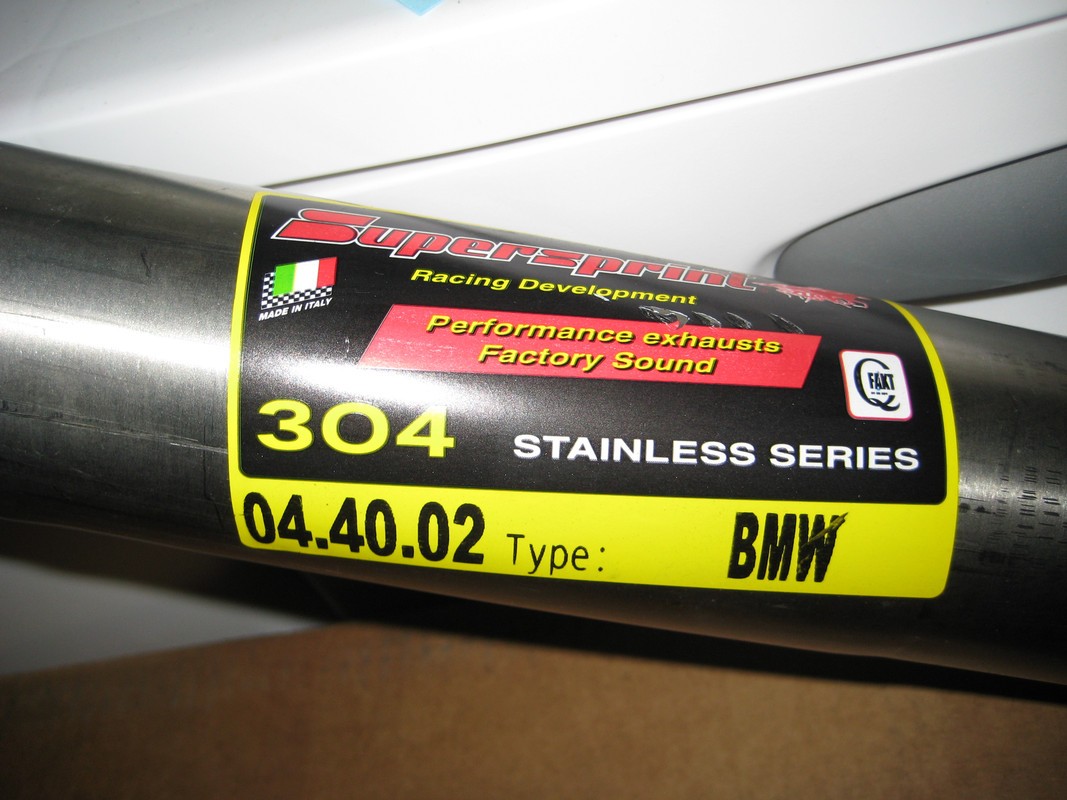 Supersprint
Racing Development
MADE IN ITALY
Performance exhausts
Factory Sound
Q FAKT
304 STAINLESS SERIES
04.40.02 Type: BMW